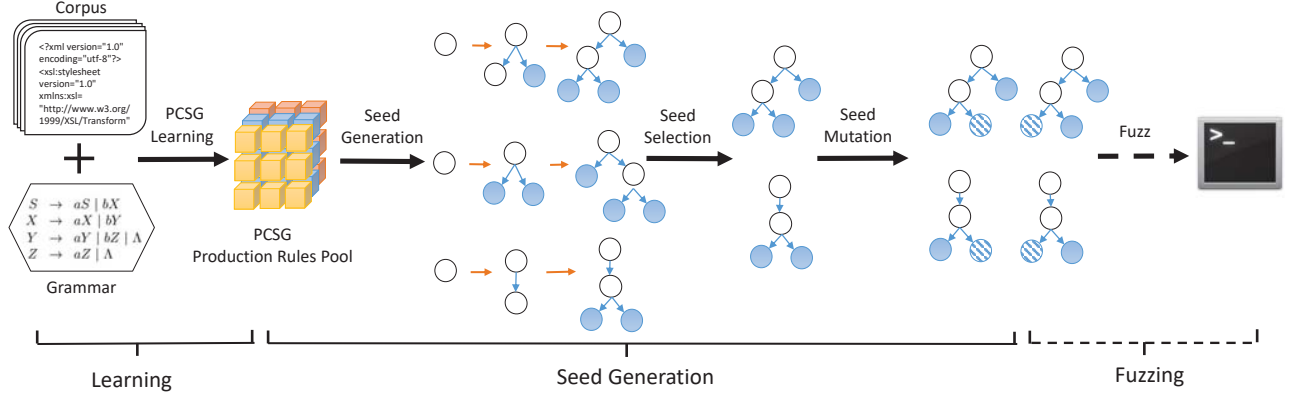 Corpus
<?xml version="1.0"
encoding="utf-8"?>
<xsl:stylesheet
version="1.0"
xmlns:xsl=
"http://www.w3.org/
1999/XSL/Transform"
S → aS | bX
X → aX | bY
Y → aY | bZ | Λ
Z → aZ | Λ
Grammar
PCSG
Learning
PCSG
Production Rules Pool
Seed
Generation
Seed
Selection
Seed
Mutation
Fuzz
>_
Learning
Seed Generation
Fuzzing